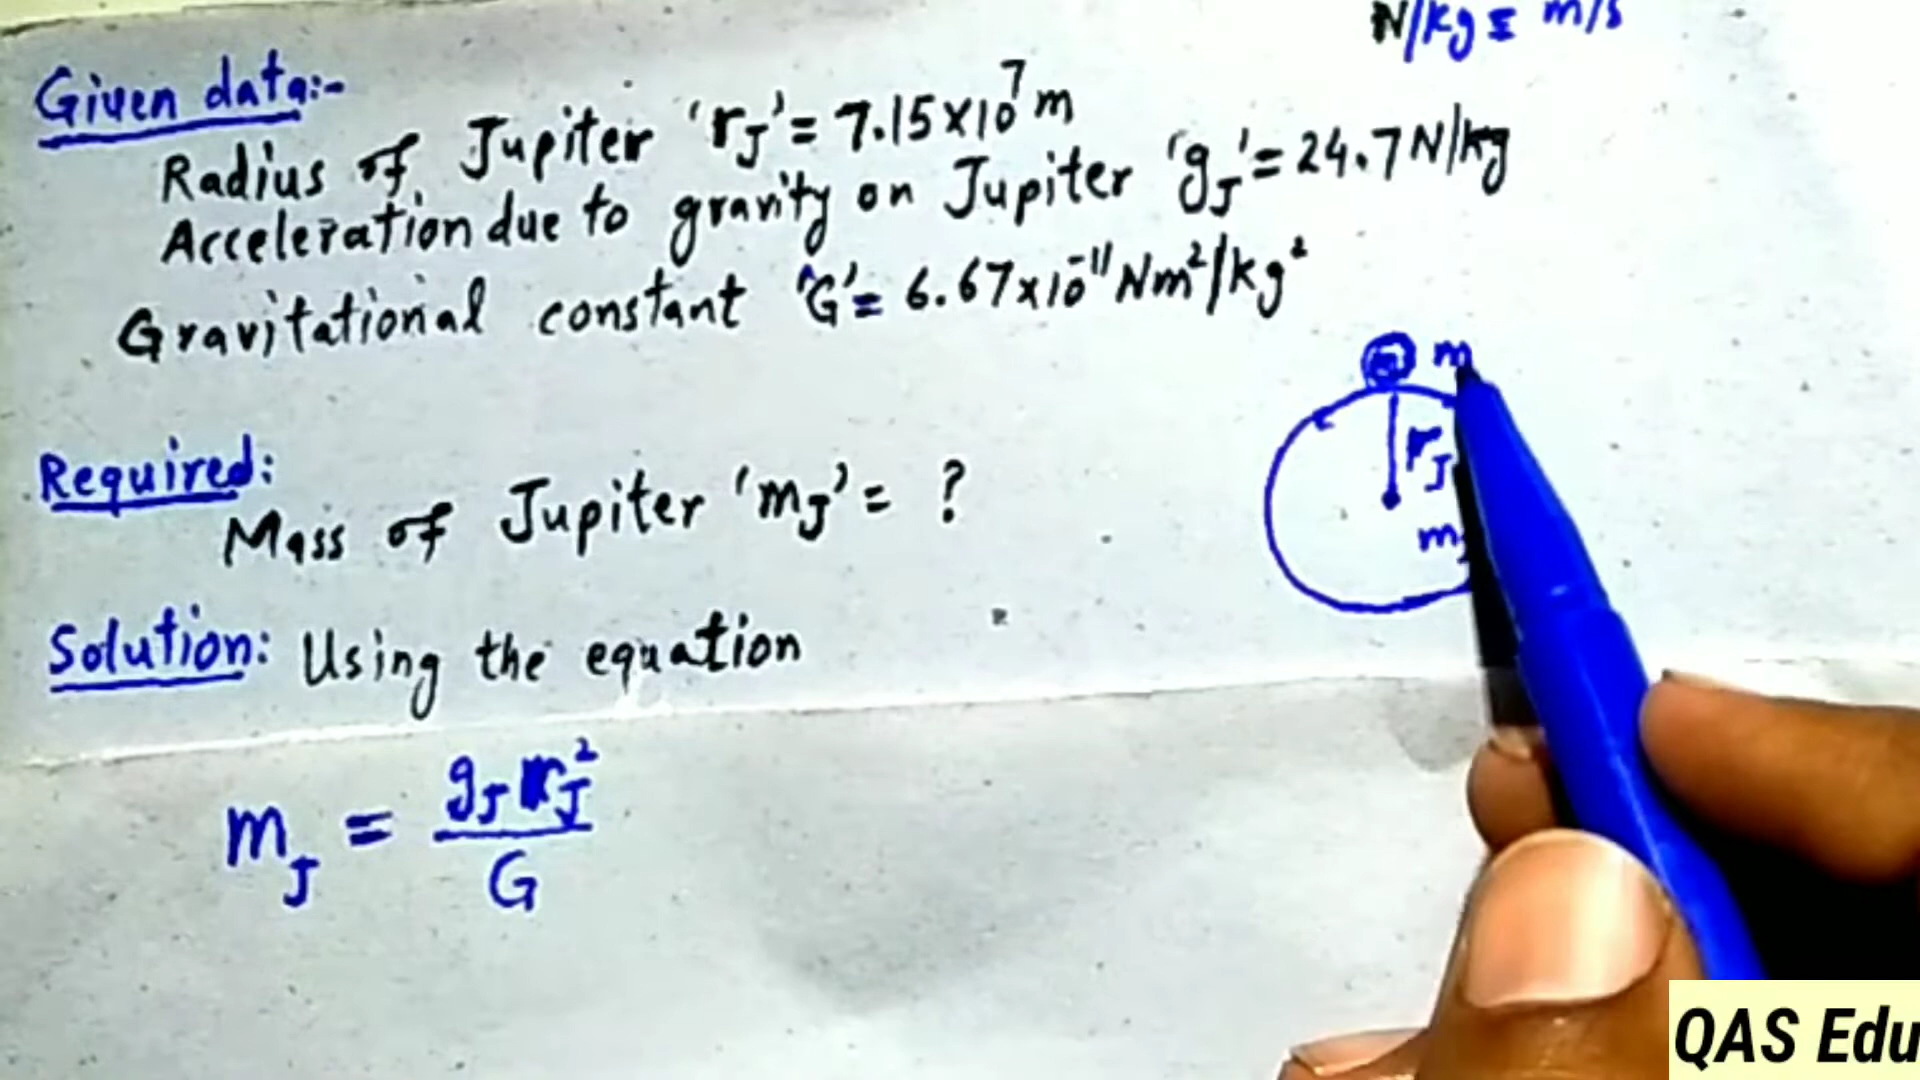 N/kg = m/s
Given data:-
Radius of Jupiter 'rJ' = 7.15×10⁷ m
Acceleration due to gravity on Jupiter 'gJ' = 24.7 N/kg
Gravitational constant 'G' = 6.67×10⁻¹¹ Nm²/kg²
m
rJ
Required:
Mass of Jupiter 'mJ' = ?
m
Solution: Using the equation
mJ = gJ rJ² / G
QAS Edu